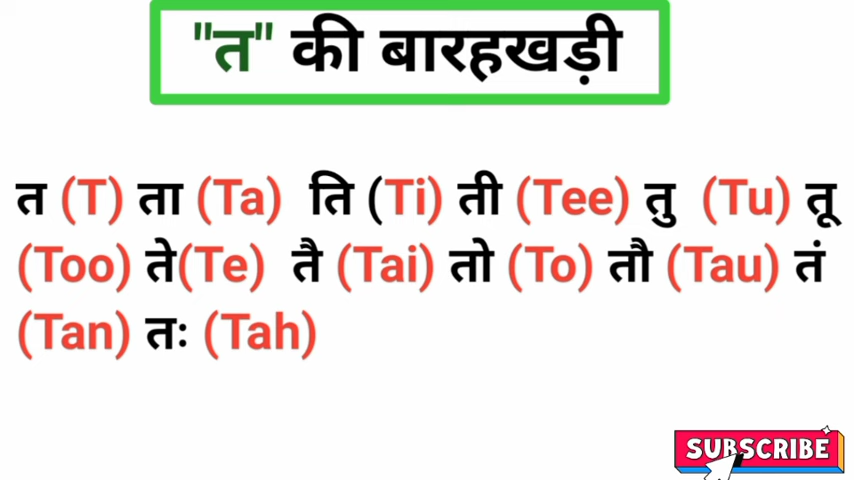 "त" की बारहखड़ी
त (T) ता (Ta) ति (Ti) ती (Tee) तु (Tu) तू
(Too) ते(Te) तै (Tai) तो (To) तौ (Tau) तं
(Tan) तः (Tah)
SUBSCRIBE